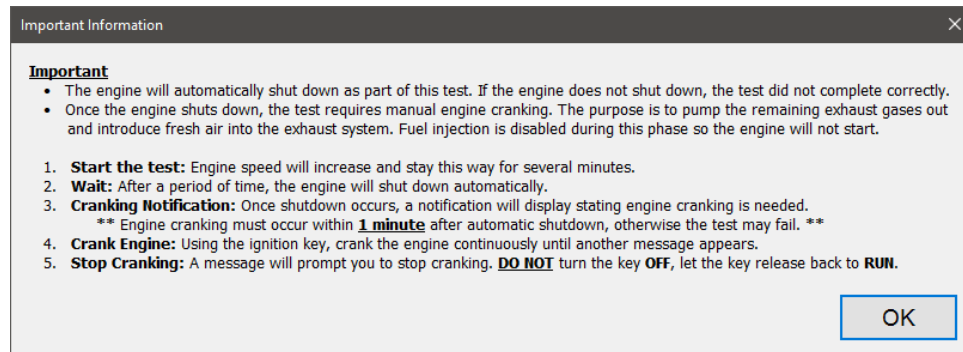 Important Information
Important
• The engine will automatically shut down as part of this test. If the engine does not shut down, the test did not complete correctly.
• Once the engine shuts down, the test requires manual engine cranking. The purpose is to pump the remaining exhaust gases out
and introduce fresh air into the exhaust system. Fuel injection is disabled during this phase so the engine will not start.
1. Start the test: Engine speed will increase and stay this way for several minutes.
2. Wait: After a period of time, the engine will shut down automatically.
3. Cranking Notification: Once shutdown occurs, a notification will display stating engine cranking is needed.
** Engine cranking must occur within 1 minute after automatic shutdown, otherwise the test may fail. **
4. Crank Engine: Using the ignition key, crank the engine continuously until another message appears.
5. Stop Cranking: A message will prompt you to stop cranking. DO NOT turn the key OFF, let the key release back to RUN.
OK